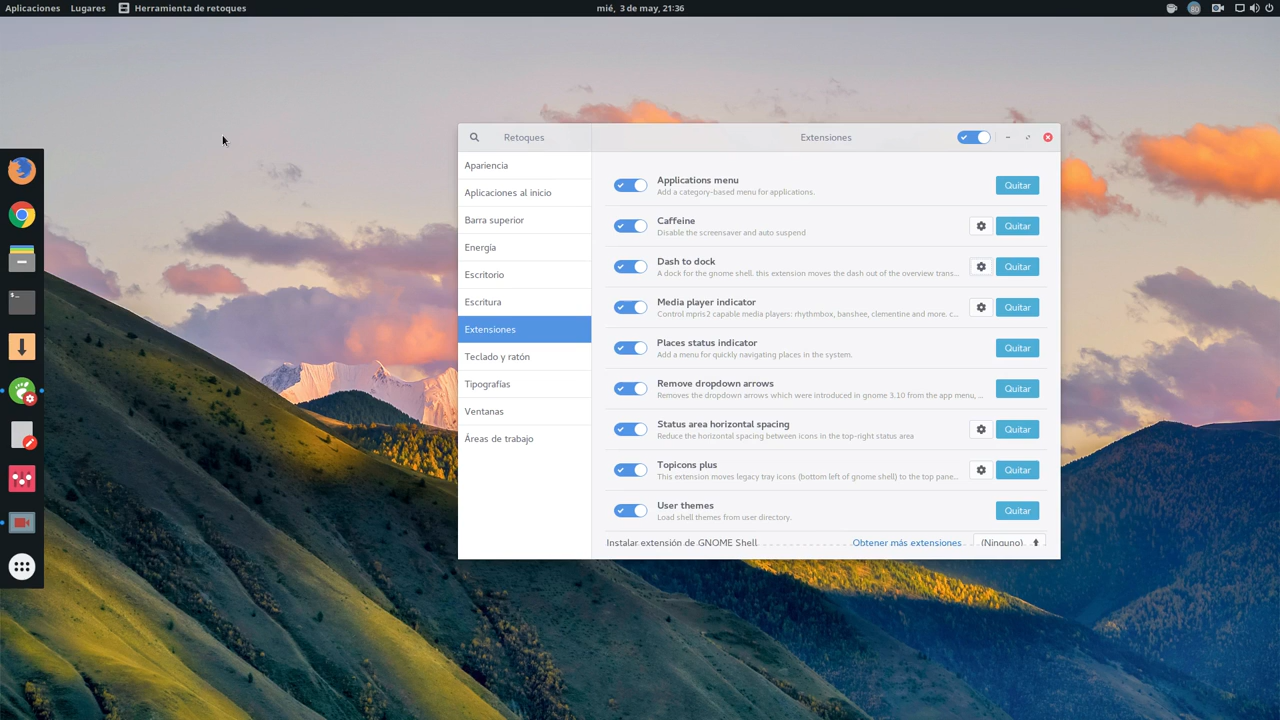 Aplicaciones Lugares Herramienta de retoques mié, 3 de may, 21:36
Retoques Extensiones
Apariencia
Aplicaciones al inicio
Barra superior
Energía
Escritorio
Escritura
Extensiones
Teclado y ratón
Tipografías
Ventanas
Áreas de trabajo
Applications menu
Add a category-based menu for applications.
Quitar
Caffeine
Disable the screensaver and auto suspend
Quitar
Dash to dock
A dock for the gnome shell. this extension moves the dash out of the overview trans...
Quitar
Media player indicator
Control mpris2 capable media players: rhythmbox, banshee, clementine and more. c...
Quitar
Places status indicator
Add a menu for quickly navigating places in the system.
Quitar
Remove dropdown arrows
Removes the dropdown arrows which were introduced in gnome 3.10 from the app menu, ...
Quitar
Status area horizontal spacing
Reduce the horizontal spacing between icons in the top-right status area
Quitar
Topicons plus
This extension moves legacy tray icons (bottom left of gnome shell) to the top pane...
Quitar
User themes
Load shell themes from user directory.
Quitar
Instalar extensión de GNOME Shell Obtener más extensiones (Ninguno)